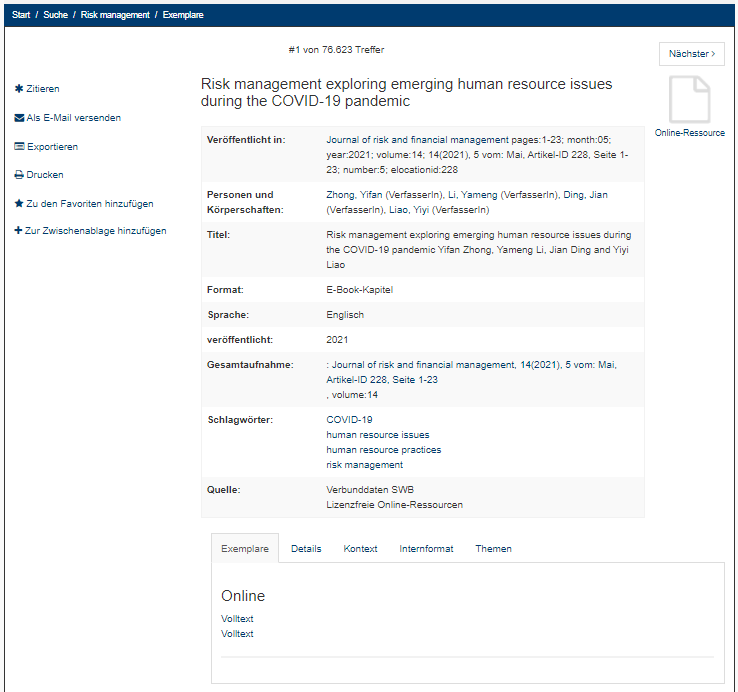 Start / Suche / Risk management / Exemplare
#1 von 76.623 Treffer
Nächster ›
Zitieren
Als E-Mail versenden
Exportieren
Drucken
Zu den Favoriten hinzufügen
Zur Zwischenablage hinzufügen
Risk management exploring emerging human resource issues
during the COVID-19 pandemic
Online-Ressource
Veröffentlicht in: Journal of risk and financial management pages:1-23; month:05;
year:2021; volume:14; 14(2021), 5 vom: Mai, Artikel-ID 228, Seite 1-
23; number:5; elocationid:228
Personen und Zhong, Yifan (VerfasserIn), Li, Yameng (VerfasserIn), Ding, Jian
Körperschaften: (VerfasserIn), Liao, Yiyi (VerfasserIn)
Titel: Risk management exploring emerging human resource issues during
the COVID-19 pandemic Yifan Zhong, Yameng Li, Jian Ding and Yiyi
Liao
Format: E-Book-Kapitel
Sprache: Englisch
veröffentlicht: 2021
Gesamtaufnahme: : Journal of risk and financial management, 14(2021), 5 vom: Mai,
Artikel-ID 228, Seite 1-23
, volume:14
Schlagwörter: COVID-19
human resource issues
human resource practices
risk management
Quelle: Verbunddaten SWB
Lizenzfreie Online-Ressourcen
Exemplare Details Kontext Internformat Themen
Online
Volltext
Volltext